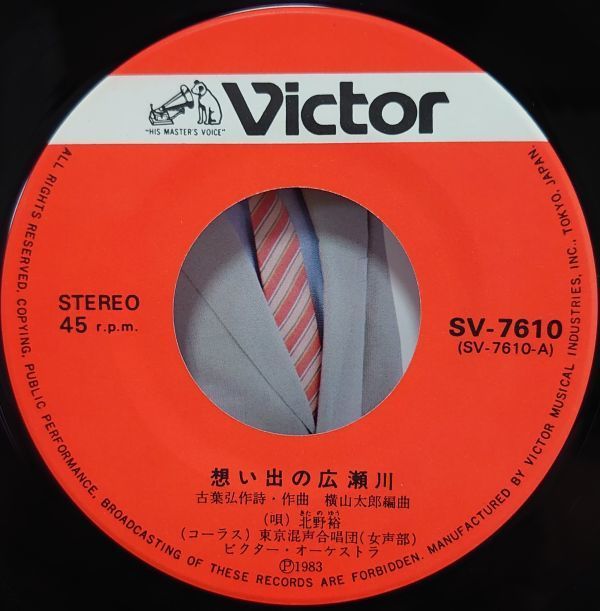 "HIS MASTER'S VOICE"
Victor
STEREO
45 r.p.m.
SV-7610
(SV-7610-A)
想い出の広瀬川
古葉弘作詩・作曲 横山太郎編曲
きたのゆう
(唄)北野裕
(コーラス)東京混声合唱団(女声部)
ビクター・オーケストラ
Ⓟ1983
ALL RIGHTS RESERVED. COPYING, PUBLIC PERFORMANCE, BROADCASTING OF THESE RECORDS ARE FORBIDDEN. MANUFACTURED BY VICTOR MUSICAL INDUSTRIES, INC., TOKYO, JAPAN.